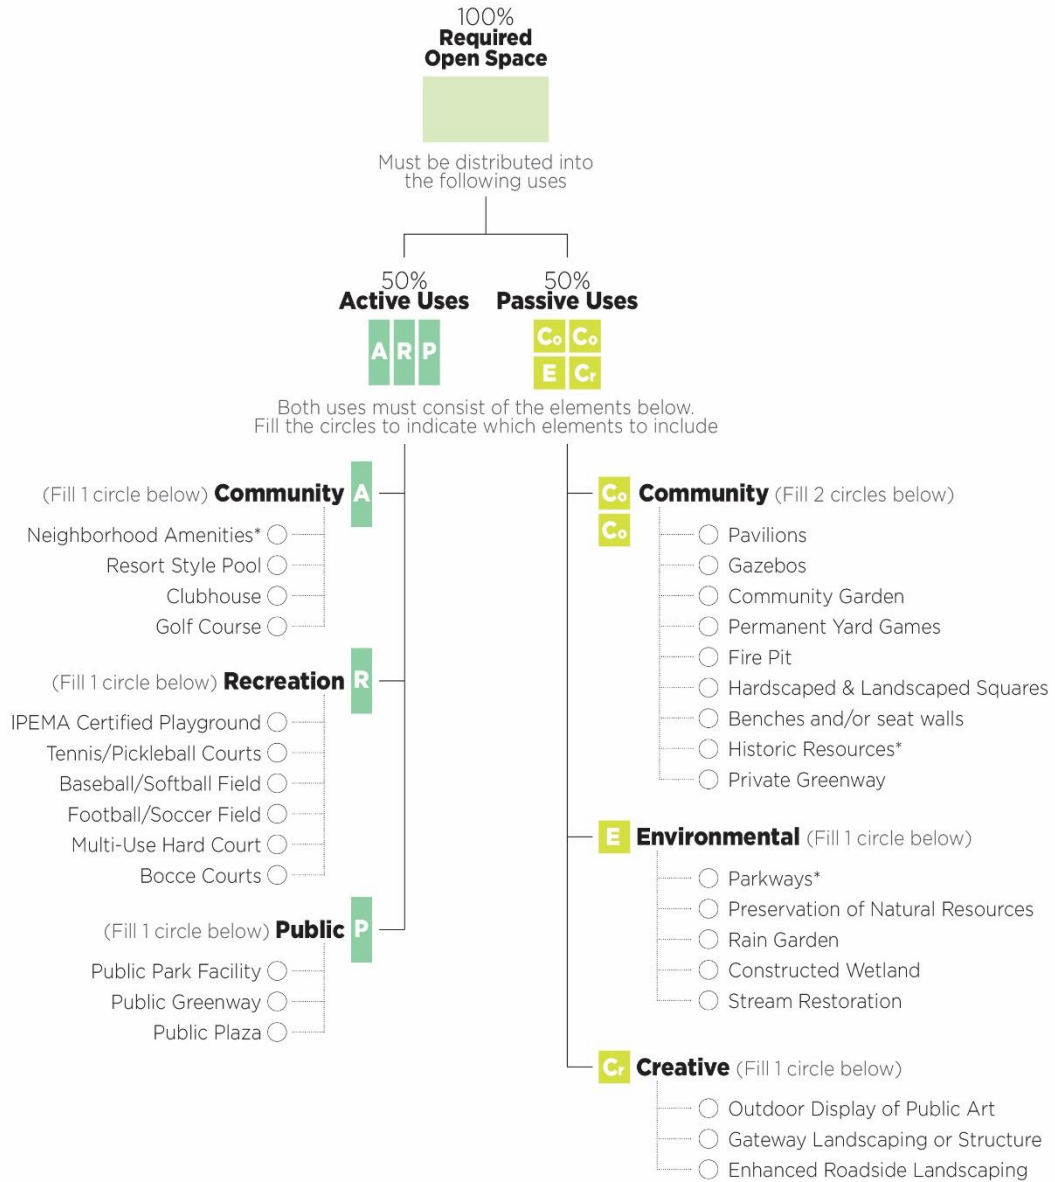 100%
Required
Open Space
Must be distributed into
the following uses
50%
Active Uses
A R P
50%
Passive Uses
Co Co
E Cr
Both uses must consist of the elements below.
Fill the circles to indicate which elements to include
(Fill 1 circle below) Community A
Neighborhood Amenities*
Resort Style Pool
Clubhouse
Golf Course
(Fill 1 circle below) Recreation R
IPEMA Certified Playground
Tennis/Pickleball Courts
Baseball/Softball Field
Football/Soccer Field
Multi-Use Hard Court
Bocce Courts
(Fill 1 circle below) Public P
Public Park Facility
Public Greenway
Public Plaza
Co Community (Fill 2 circles below)
Co
Pavilions
Gazebos
Community Garden
Permanent Yard Games
Fire Pit
Hardscaped & Landscaped Squares
Benches and/or seat walls
Historic Resources*
Private Greenway
E Environmental (Fill 1 circle below)
Parkways*
Preservation of Natural Resources
Rain Garden
Constructed Wetland
Stream Restoration
Cr Creative (Fill 1 circle below)
Outdoor Display of Public Art
Gateway Landscaping or Structure
Enhanced Roadside Landscaping